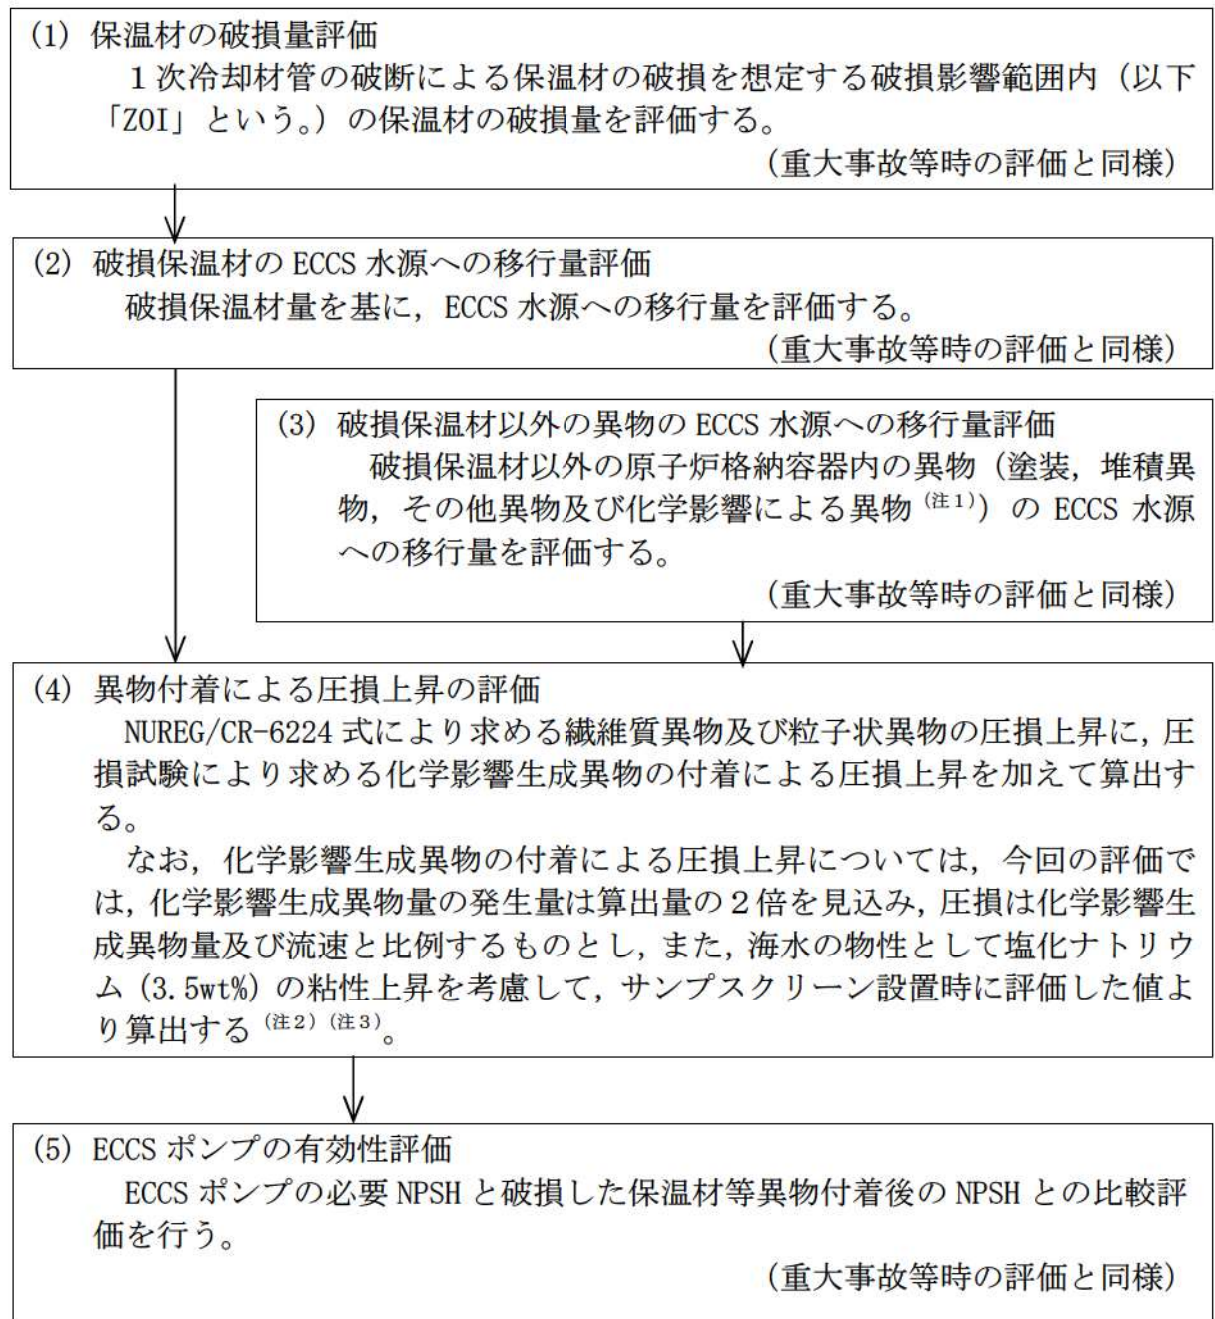 (1) 保温材の破損量評価
１次冷却材管の破断による保温材の破損を想定する破損影響範囲内（以下
「ZOI」という。）の保温材の破損量を評価する。
（重大事故等時の評価と同様）
(2) 破損保温材の ECCS 水源への移行量評価
破損保温材量を基に，ECCS 水源への移行量を評価する。
（重大事故等時の評価と同様）
(3) 破損保温材以外の異物の ECCS 水源への移行量評価
破損保温材以外の原子炉格納容器内の異物（塗装，堆積異
物，その他異物及び化学影響による異物（注１））の ECCS 水源
への移行量を評価する。
（重大事故等時の評価と同様）
(4) 異物付着による圧損上昇の評価
NUREG/CR-6224 式により求める繊維質異物及び粒子状異物の圧損上昇に，圧
損試験により求める化学影響生成異物の付着による圧損上昇を加えて算出す
る。
なお，化学影響生成異物の付着による圧損上昇については，今回の評価で
は，化学影響生成異物量の発生量は算出量の２倍を見込み，圧損は化学影響生
成異物量及び流速と比例するものとし，また，海水の物性として塩化ナトリウ
ム (3.5wt%) の粘性上昇を考慮して，サンプスクリーン設置時に評価した値よ
り算出する（注２）（注３）。
(5) ECCS ポンプの有効性評価
ECCS ポンプの必要 NPSH と破損した保温材等異物付着後の NPSH との比較評
価を行う。
（重大事故等時の評価と同様）